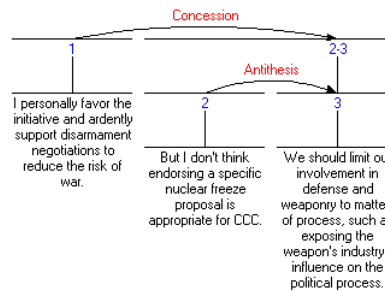 Concession
1
2-3
Antithesis
2
3
I personally favor the
initiative and ardently
support disarmament
negotiations to
reduce the risk of
war.
But I don't think
endorsing a specific
nuclear freeze
proposal is
appropriate for CCC.
We should limit ou
involvement in
defense and
weaponry to matte
of process, such a
exposing the
weapon's industry
influence on the
political process.